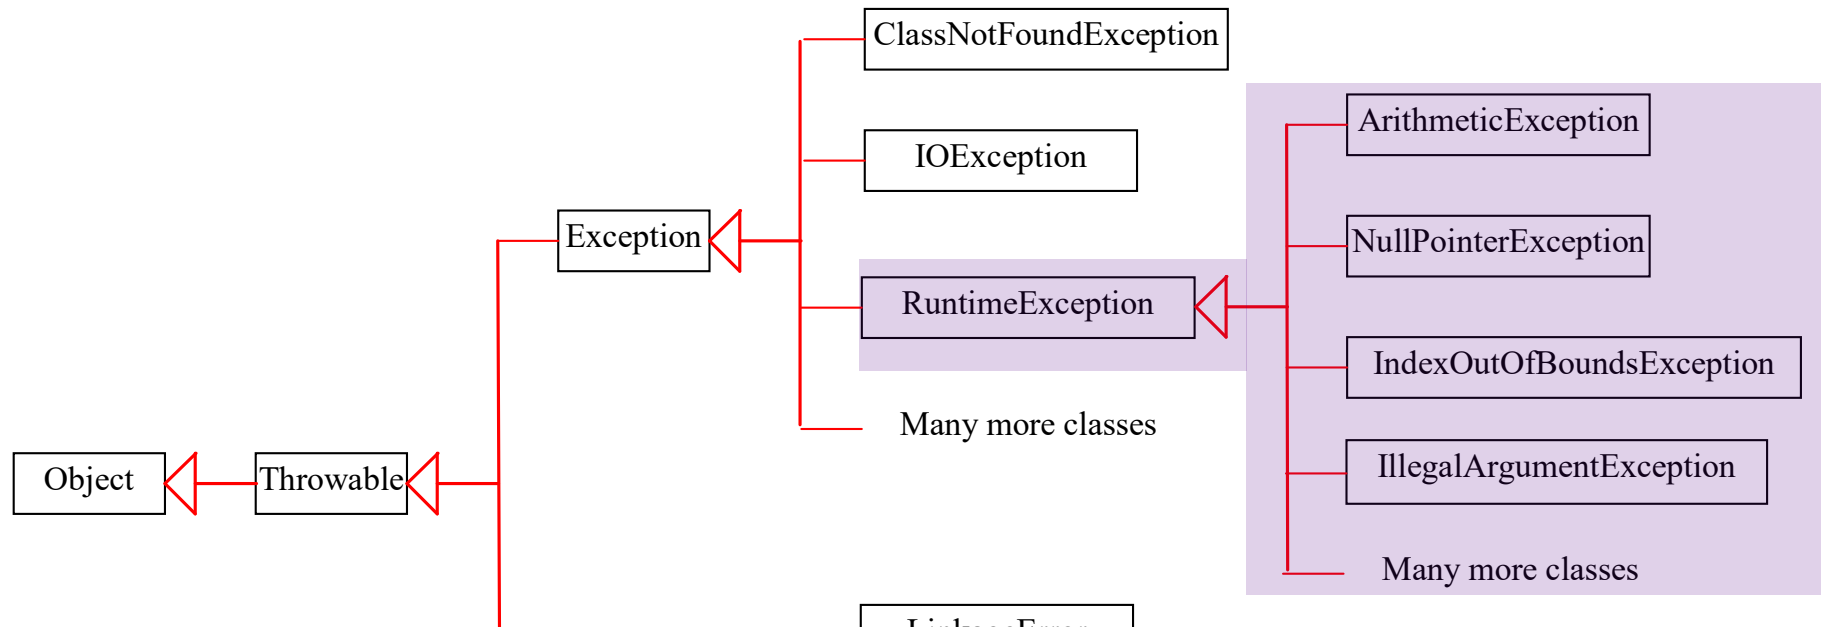 ClassNotFoundException
ArithmeticException
IOException
NullPointerException
Exception
RuntimeException
IndexOutOfBoundsException
Many more classes
IllegalArgumentException
Object
Throwable
Many more classes